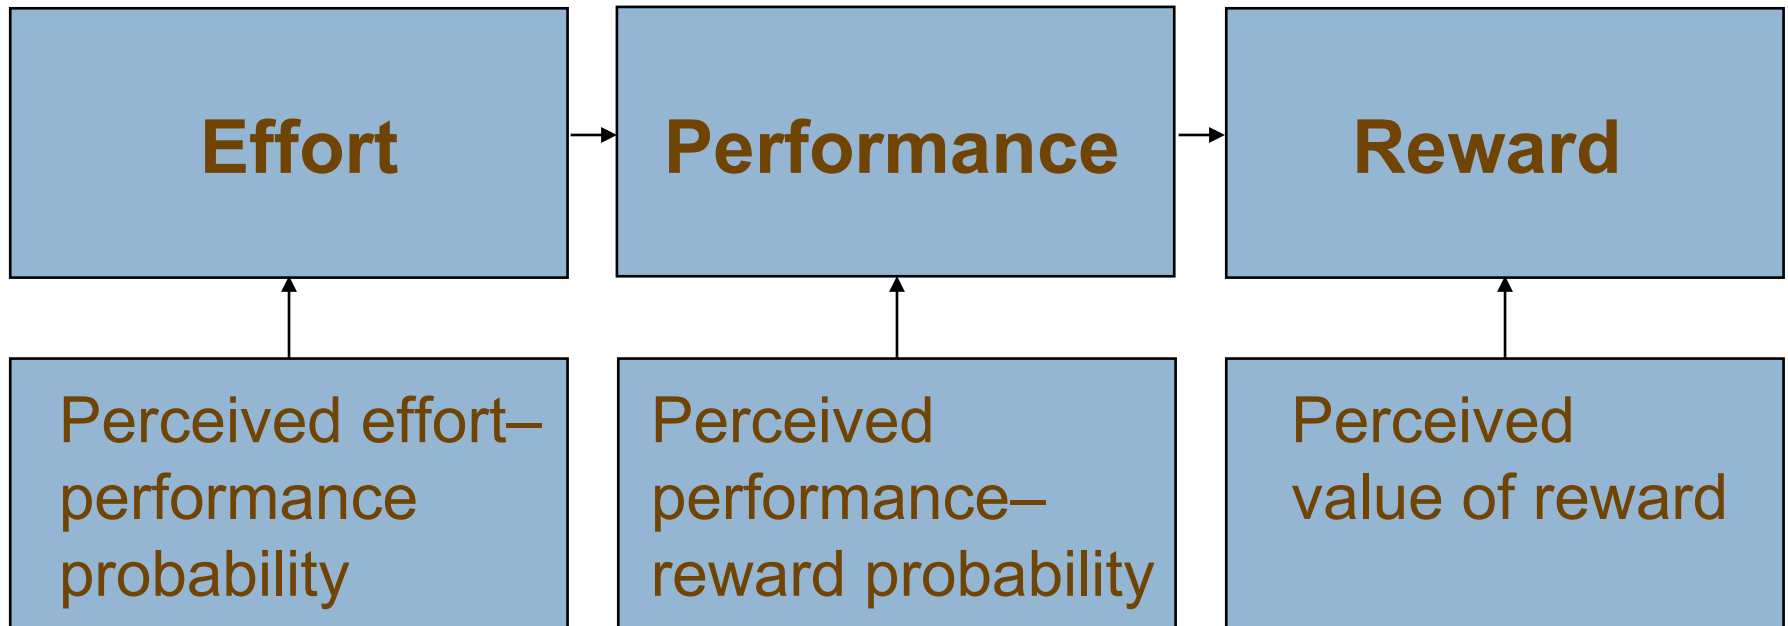 Effort
Performance
Reward
Perceived effort–
performance
probability
Perceived
performance–
reward probability
Perceived
value of reward